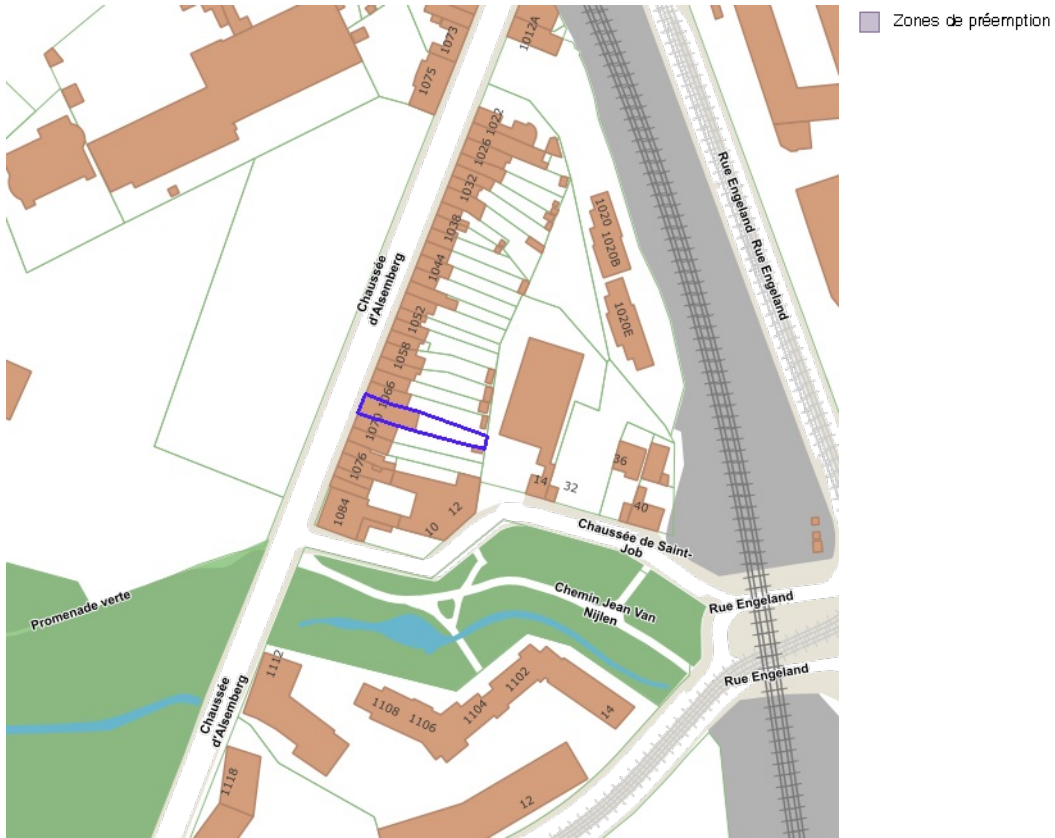 Zones de préemption
1073
1012A
1075
1022
1026
1032
1038
1044
1052
1058
1066
1070
1076
1084
Chaussée
d'Alsemberg
1020
1020B
1020E
Rue Engeland
Rue Engeland
36
14
32
40
12
10
Chaussée de Saint-
Job
Chemin Jean Van
Nijlen
Promenade verte
Rue Engeland
Rue Engeland
1112
Chaussée
d'Alsemberg
1108
1106
1104
1102
14
1118
12